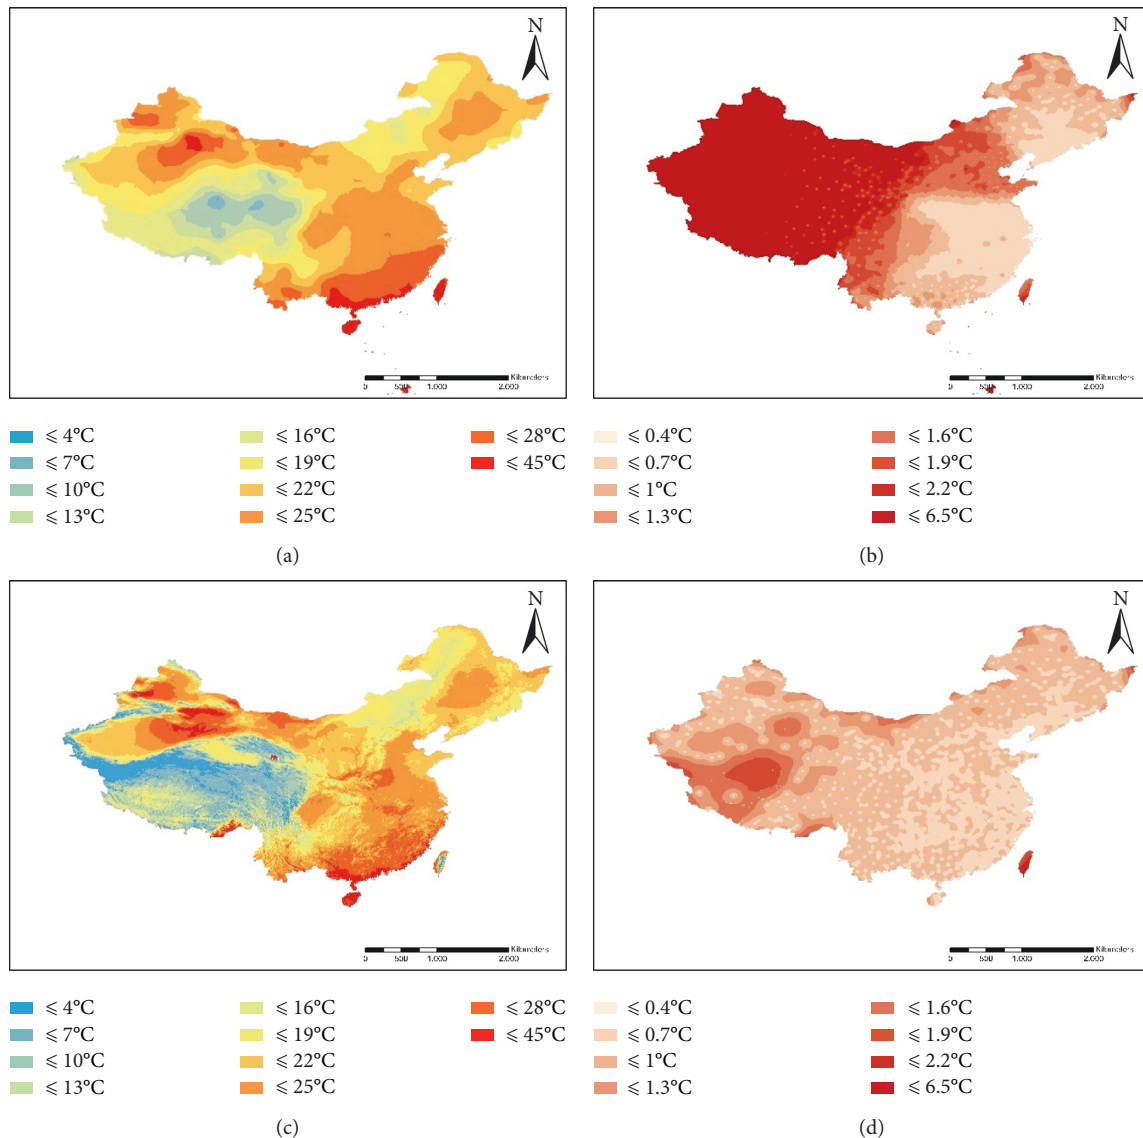 N
N
Kilometers
0 500 1.000 2.000
Kilometers
0 500 1.000 2.000
⩽ 4°C
⩽ 7°C
⩽ 10°C
⩽ 13°C
⩽ 16°C
⩽ 19°C
⩽ 22°C
⩽ 25°C
⩽ 28°C
⩽ 45°C
⩽ 0.4°C
⩽ 0.7°C
⩽ 1°C
⩽ 1.3°C
⩽ 1.6°C
⩽ 1.9°C
⩽ 2.2°C
⩽ 6.5°C
(a)
(b)
N
N
Kilometers
0 500 1.000 2.000
Kilometers
0 500 1.000 2.000
⩽ 4°C
⩽ 7°C
⩽ 10°C
⩽ 13°C
⩽ 16°C
⩽ 19°C
⩽ 22°C
⩽ 25°C
⩽ 28°C
⩽ 45°C
⩽ 0.4°C
⩽ 0.7°C
⩽ 1°C
⩽ 1.3°C
⩽ 1.6°C
⩽ 1.9°C
⩽ 2.2°C
⩽ 6.5°C
(c)
(d)